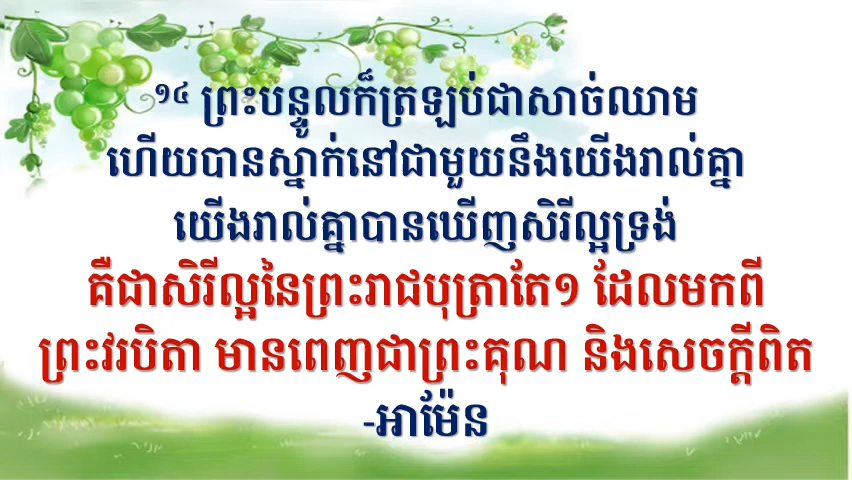 ១៤ ព្រះបន្ទូលក៏ត្រឡប់ជាសាច់ឈាម
ហើយបានស្នាក់នៅជាមួយនឹងយើងរាល់គ្នា
យើងរាល់គ្នាបានឃើញសិរីល្អទ្រង់
គឺជាសិរីល្អនៃព្រះរាជបុត្រាតែ១ ដែលមកពី
ព្រះវរបិតា មានពេញជាព្រះគុណ និងសេចក្ដីពិត
-អាម៉ែន